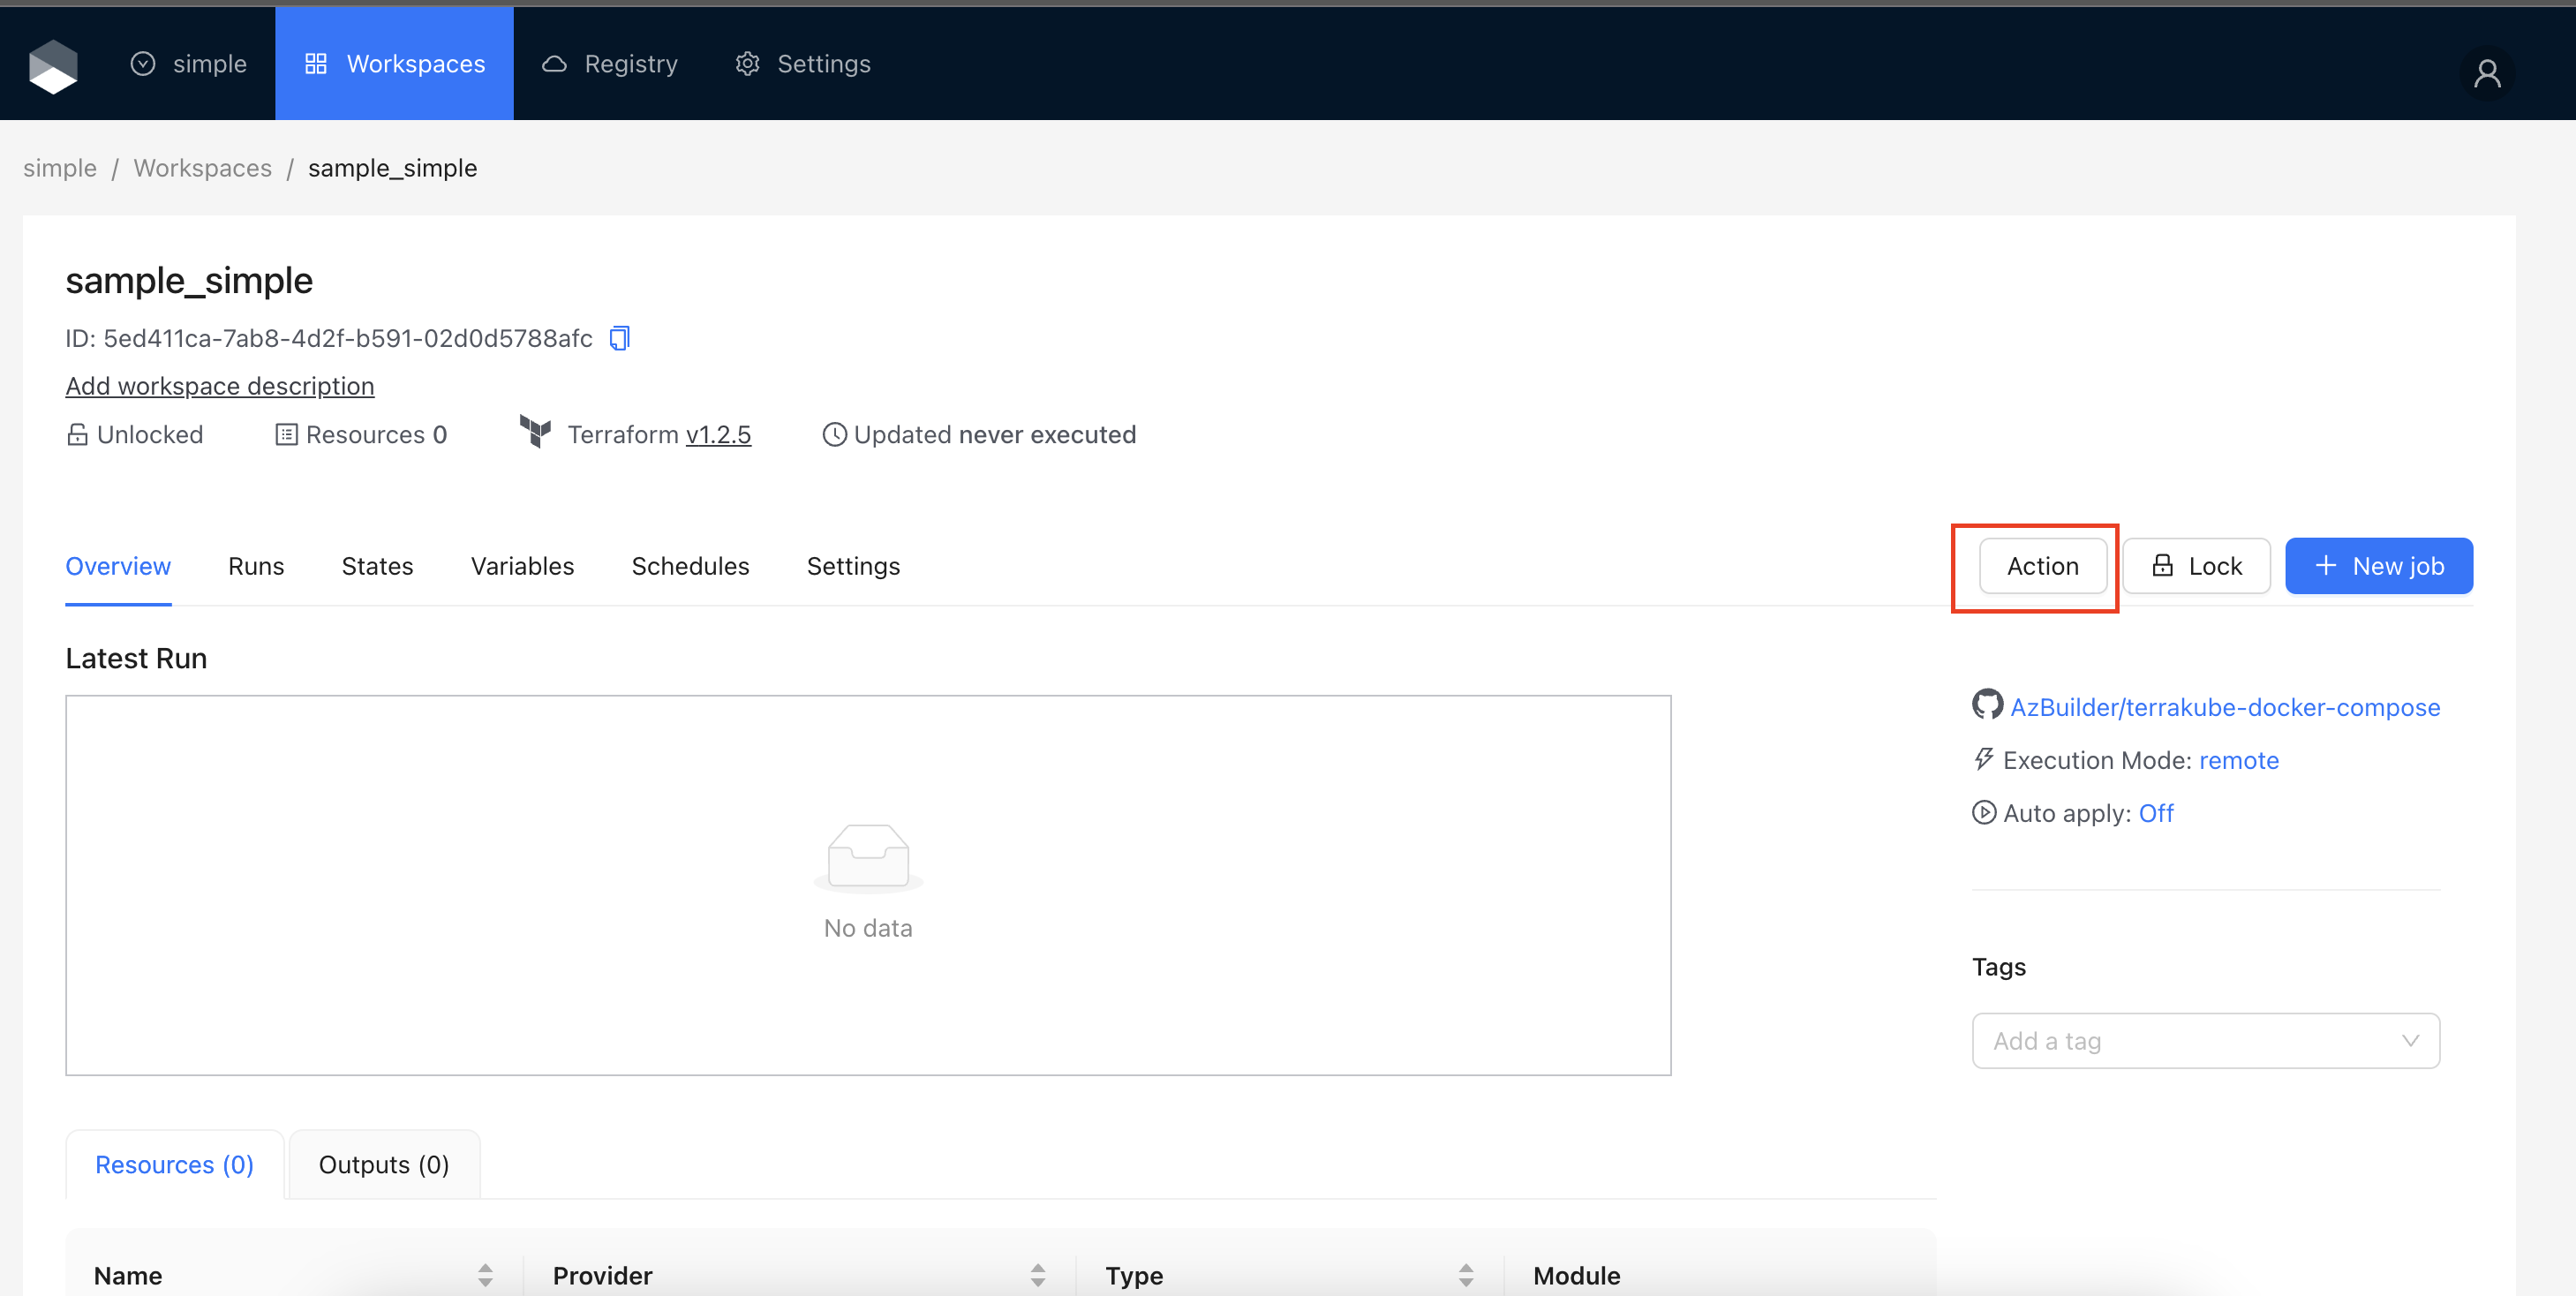 simple
Workspaces
Registry
Settings
simple / Workspaces / sample_simple
sample_simple
ID: 5ed411ca-7ab8-4d2f-b591-02d0d5788afc
Add workspace description
Unlocked
Resources 0
Terraform v1.2.5
Updated never executed
Overview
Runs
States
Variables
Schedules
Settings
Action
Lock
New job
Latest Run
No data
AzBuilder/terrakube-docker-compose
Execution Mode: remote
Auto apply: Off
Tags
Add a tag
Resources (0)
Outputs (0)
Name
Provider
Type
Module